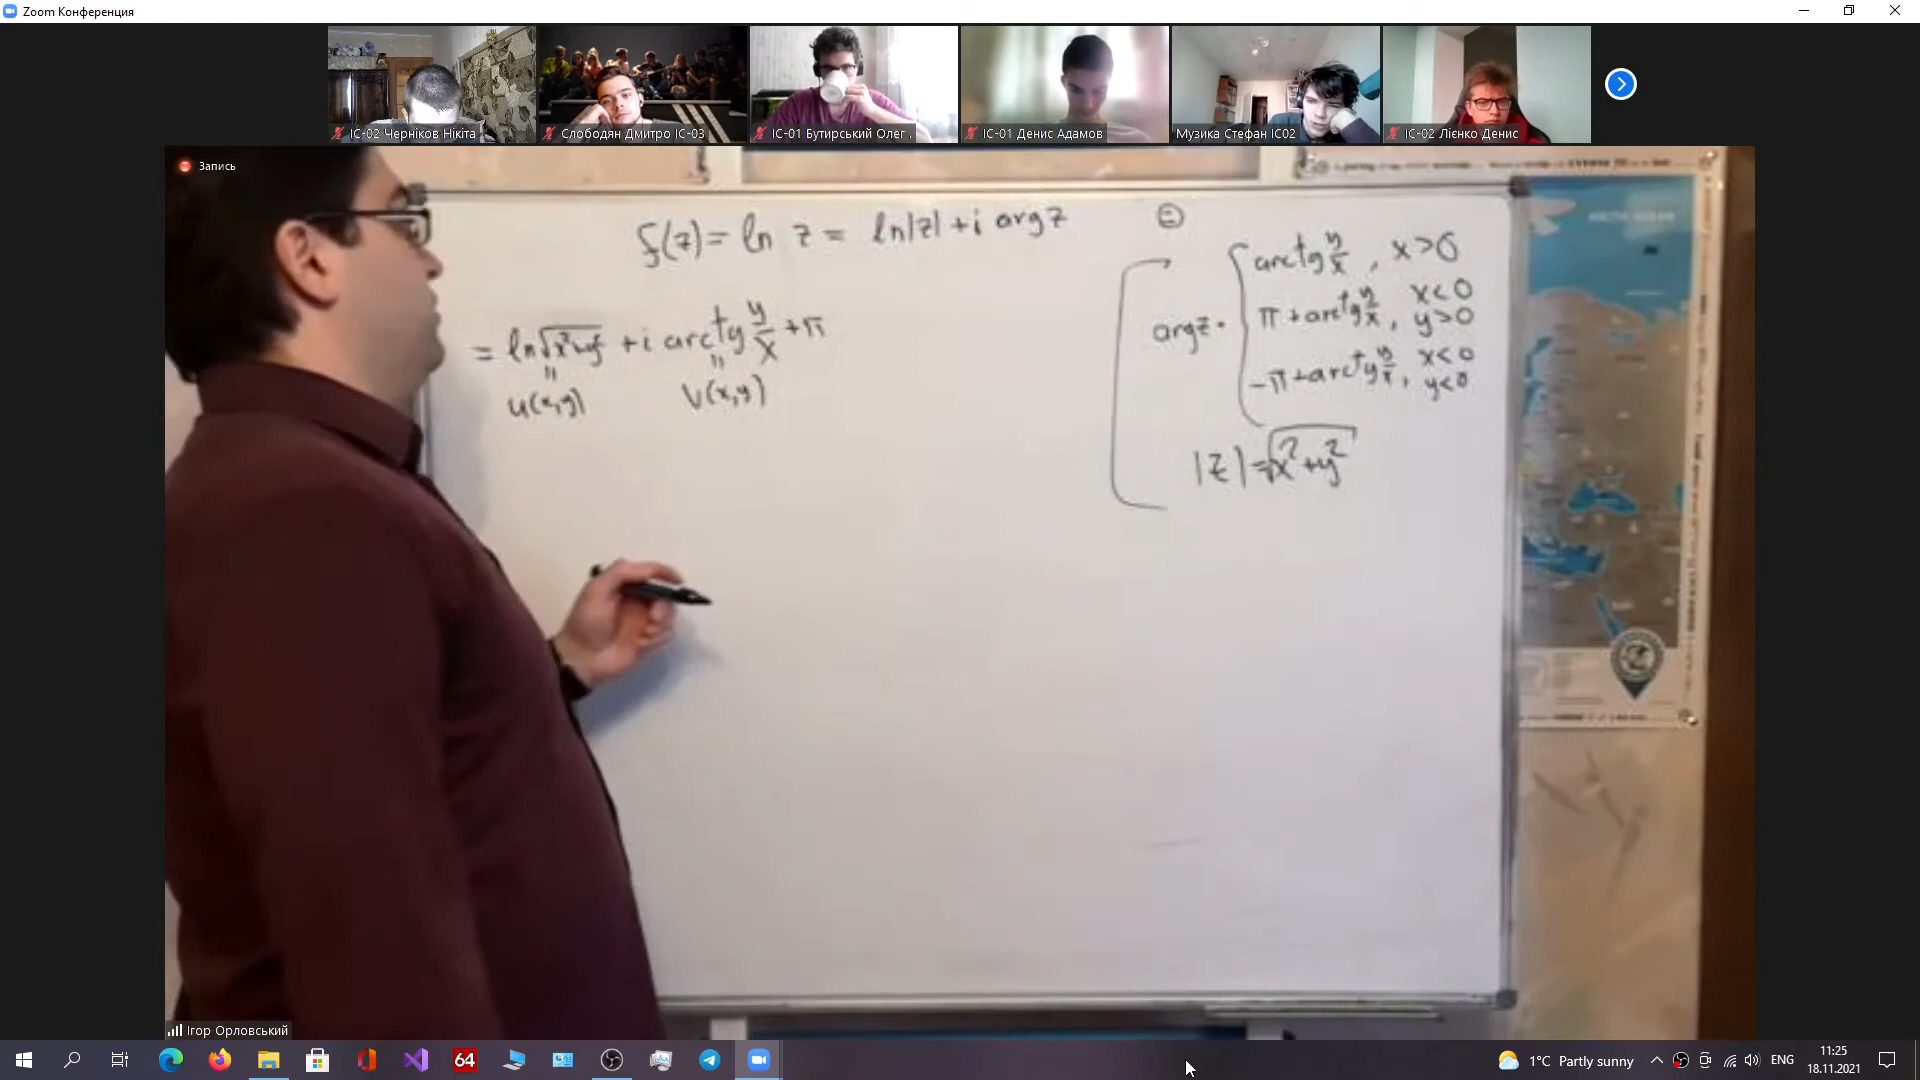 Zoom Конференция
ІС-02 Черніков Нікіта
Слободян Дмитро ІС-03
ІС-01 Бутирський Олег .
ІС-01 Денис Адамов
Музика Стефан ІС02
ІС-02 Лієнко Денис
Запись
f(z) = ln z = ln|z| + i arg z =
= ln√x²+y² + i arctg y/x + π
" "
u(x,y) v(x,y)
arg z = { arctg y/x , x>0
π + arctg y/x , x<0 y>0
-π + arctg y/x , x<0 y<0
|z| = √x²+y²
Ігор Орловський
64
1°C Partly sunny
ENG
11:25
18.11.2021